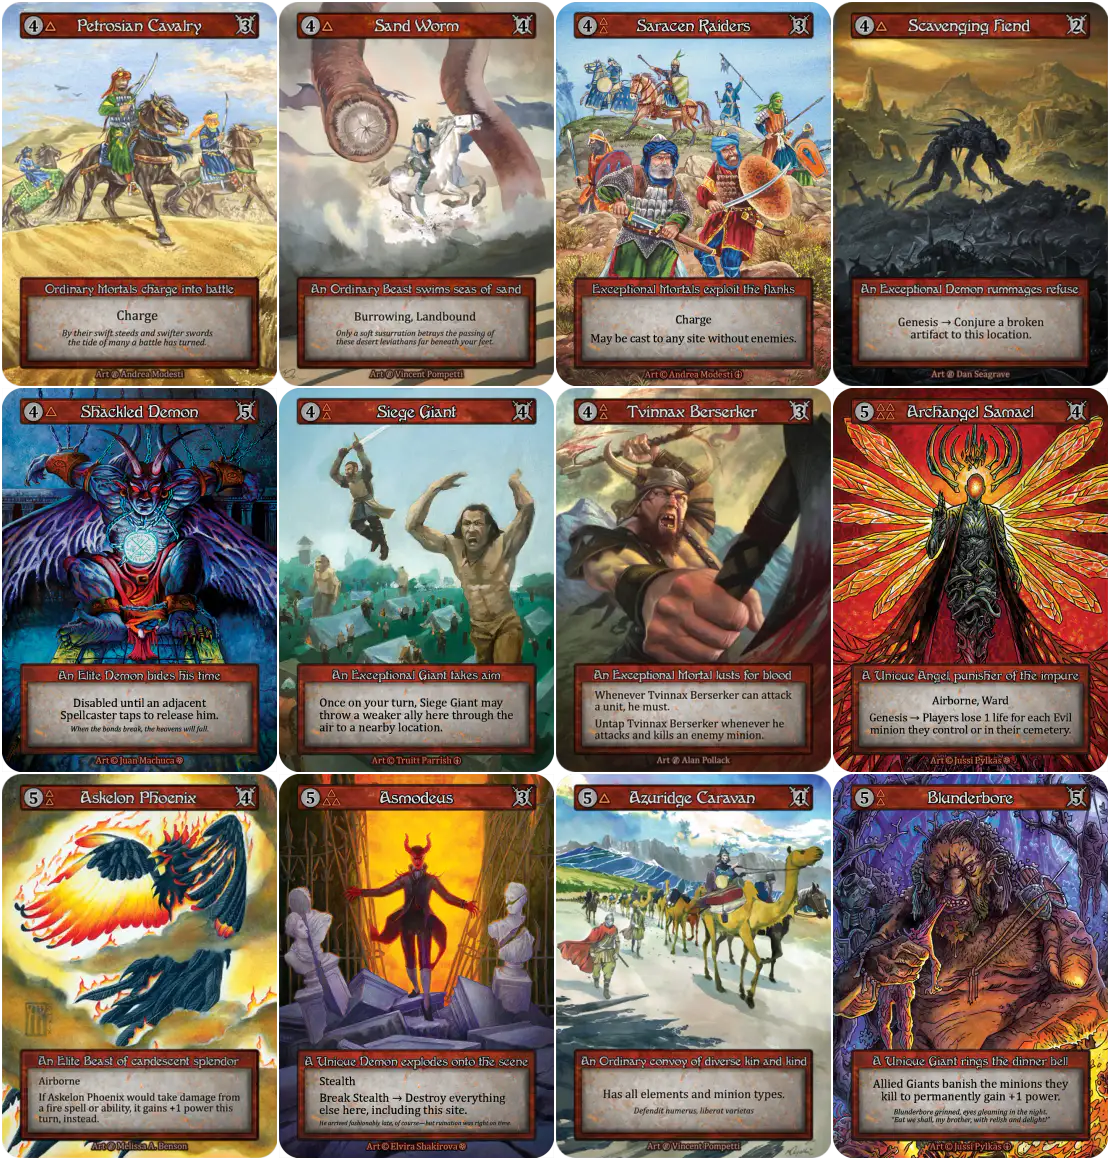 4 Petrosian Cavalry 3
Ordinary Mortals charge into battle
Charge
By their swift steeds and swifter swords
the tide of many a battle has turned.
Art Ⓟ Andrea Modesti
4 Sand Worm 4
An Ordinary Beast swims seas of sand
Burrowing, Landbound
Only a soft susurration betrays the passing of
these desert leviathans far beneath your feet.
Art Ⓟ Vincent Pompetti
4 Saracen Raiders 3
Exceptional Mortals exploit the flanks
Charge
May be cast to any site without enemies.
Art © Andrea Modesti
4 Scavenging Fiend 2
An Exceptional Demon rummages refuse
Genesis → Conjure a broken
artifact to this location.
Art Ⓟ Dan Seagrave
4 Shackled Demon 5
An Elite Demon bides his time
Disabled until an adjacent
Spellcaster taps to release him.
When the bonds break, the heavens will fall.
Art © Juan Machuca
4 Siege Giant 4
An Exceptional Giant takes aim
Once on your turn, Siege Giant may
throw a weaker ally here through the
air to a nearby location.
Art © Truitt Parrish
4 Tvinnax Berserker 3
An Exceptional Mortal lusts for blood
Whenever Tvinnax Berserker can attack
a unit, he must.
Untap Tvinnax Berserker whenever he
attacks and kills an enemy minion.
Art Ⓟ Alan Pollack
5 Archangel Samael 4
A Unique Angel, punisher of the impure
Airborne, Ward
Genesis → Players lose 1 life for each Evil
minion they control or in their cemetery.
Art © Jussi Pylkäs
5 Askelon Phoenix 4
An Elite Beast of candescent splendor
Airborne
If Askelon Phoenix would take damage from
a fire spell or ability, it gains +1 power this
turn, instead.
Art Ⓟ Melissa A. Benson
5 Asmodeus 3
A Unique Demon explodes onto the scene
Stealth
Break Stealth → Destroy everything
else here, including this site.
He arrived fashionably late, of course—but ruination was right on time.
Art © Elvira Shakirova
5 Azuridge Caravan 4
An Ordinary convoy of diverse kin and kind
Has all elements and minion types.
Defendit numerus, liberat varietas
Art Ⓟ Vincent Pompetti
5 Blunderbore 5
A Unique Giant rings the dinner bell
Allied Giants banish the minions they
kill to permanently gain +1 power.
Blunderbore grinned, eyes gleaming in the night.
"Eat we shall, my brother, with relish and delight!"
Art © Jussi Pylkäs